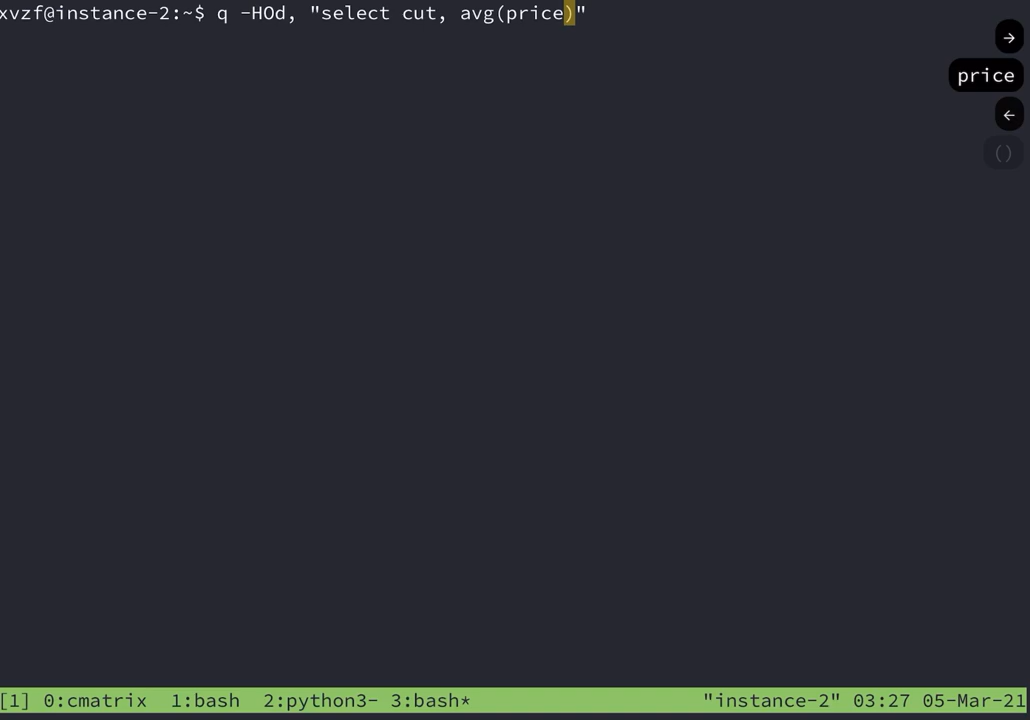 xvzf@instance-2:~$ q -HOd, "select cut, avg(price)"
→
price
←
()
[1] 0:cmatrix 1:bash 2:python3- 3:bash* "instance-2" 03:27 05-Mar-21